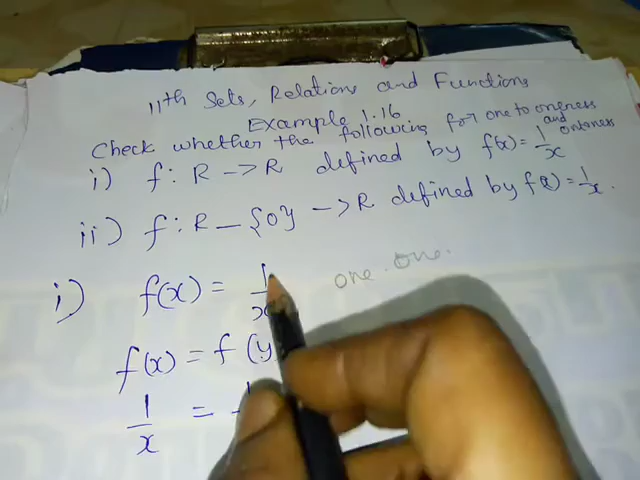 11th Sets, Relations and Functions
Example 1.16
Check whether the following for one to oneness and ontoness
i) f : R → R defined by f(x) = 1/x
ii) f : R - {0} → R defined by f(x) = 1/x.
i) f(x) = 1/x
one-one.
f(x) = f(y
1/x =